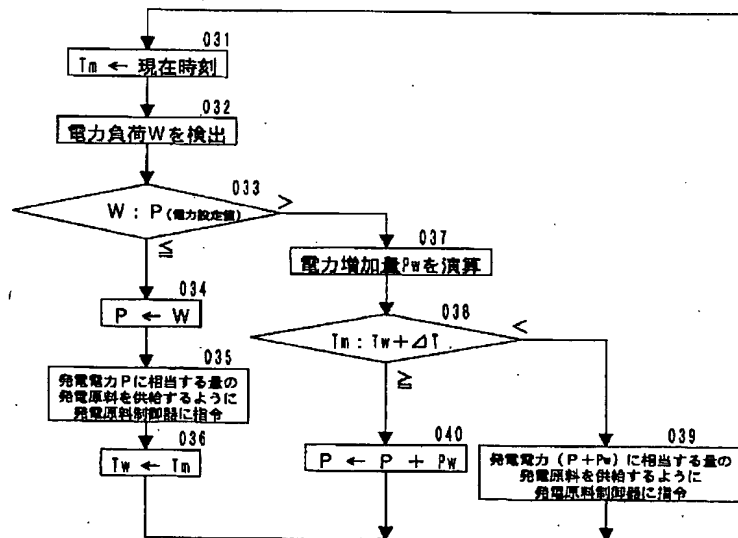 031
Tm ← 現在時刻
032
電力負荷Wを検出
033
W : P (電力設定値)
>
≦
034
P ← W
035
発電電力Pに相当する量の
発電原料を供給するように
発電原料制御器に指令
036
Tw ← Tm
037
電力増加量Pwを演算
038
Tm : Tw + ΔT
<
≧
040
P ← P + Pw
039
発電電力 (P+Pw) に相当する量の
発電原料を供給するように
発電原料制御器に指令